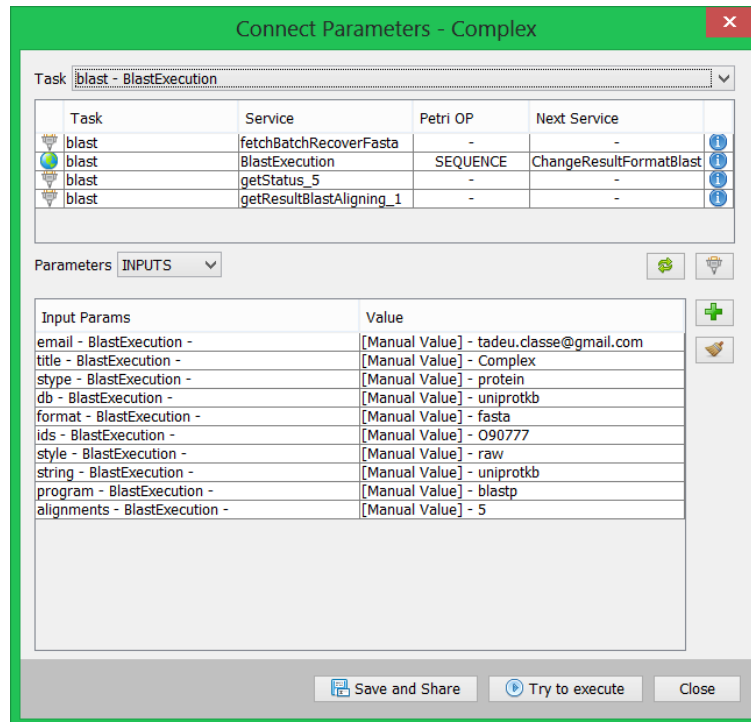 Connect Parameters - Complex
x
Task blast - BlastExecution
Task Service Petri OP Next Service
blast fetchBatchRecoverFasta - -
blast BlastExecution SEQUENCE ChangeResultFormatBlast
blast getStatus_5 - -
blast getResultBlastAligning_1 - -
Parameters INPUTS
Input Params Value
email - BlastExecution - [Manual Value] - tadeu.classe@gmail.com
title - BlastExecution - [Manual Value] - Complex
stype - BlastExecution - [Manual Value] - protein
db - BlastExecution - [Manual Value] - uniprotkb
format - BlastExecution - [Manual Value] - fasta
ids - BlastExecution - [Manual Value] - O90777
style - BlastExecution - [Manual Value] - raw
string - BlastExecution - [Manual Value] - uniprotkb
program - BlastExecution - [Manual Value] - blastp
alignments - BlastExecution - [Manual Value] - 5
Save and Share Try to execute Close